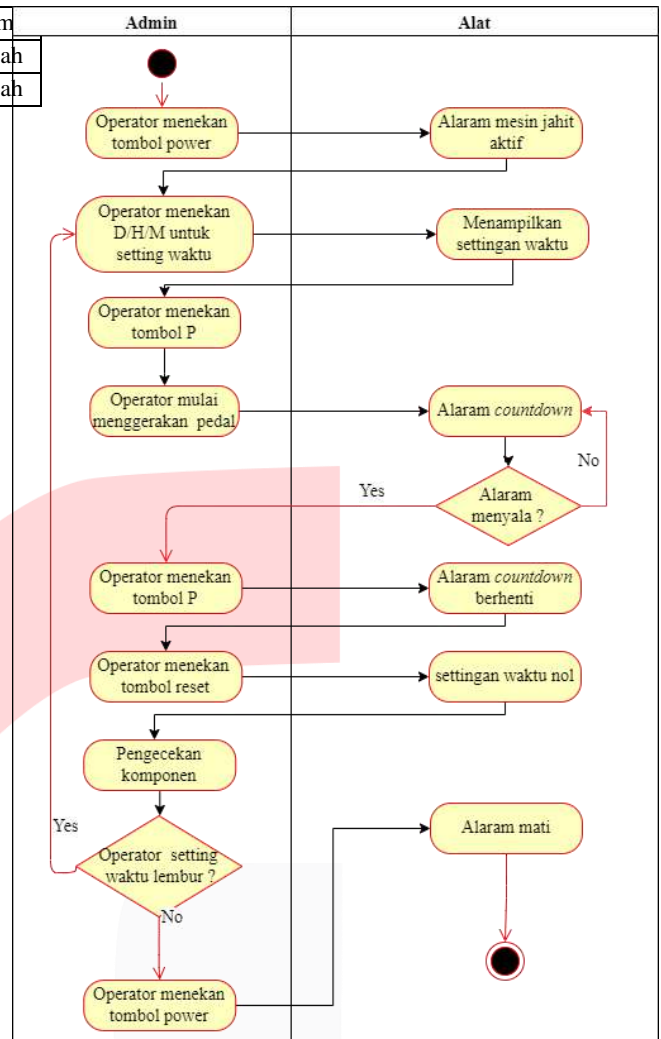 m
ah
ah
Admin
Alat
Operator menekan
tombol power
Alaram mesin jahit
aktif
Operator menekan
D/H/M untuk
setting waktu
Menampilkan
settingan waktu
Operator menekan
tombol P
Operator mulai
menggerakan pedal
Alaram countdown
No
Yes
Alaram
menyala ?
Operator menekan
tombol P
Alaram countdown
berhenti
Operator menekan
tombol reset
settingan waktu nol
Pengecekan
komponen
Yes
Operator setting
waktu lembur ?
Alaram mati
No
Operator menekan
tombol power